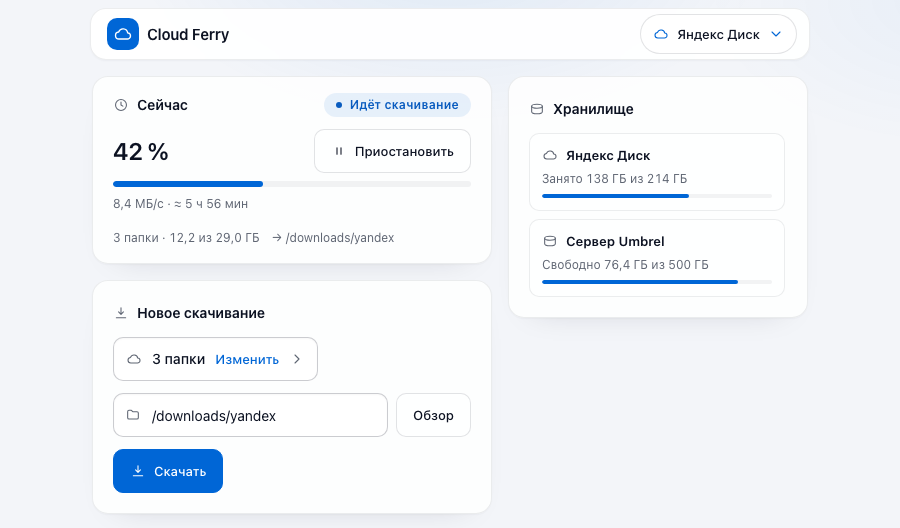 Cloud Ferry
Яндекс Диск
Сейчас
Идёт скачивание
42 %
Приостановить
8,4 МБ/с · ≈ 5 ч 56 мин
3 папки · 12,2 из 29,0 ГБ → /downloads/yandex
Новое скачивание
3 папки Изменить
/downloads/yandex
Обзор
Скачать
Хранилище
Яндекс Диск
Занято 138 ГБ из 214 ГБ
Сервер Umbrel
Свободно 76,4 ГБ из 500 ГБ